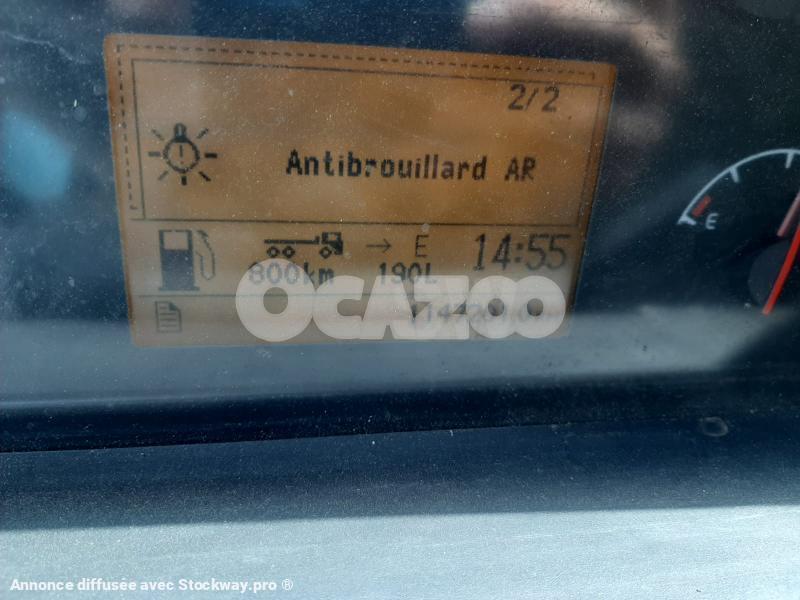 2/2
Antibrouillard AR
E
E 14:55
800km 190L
OCAZOO
Annonce diffusée avec Stockway.pro ®